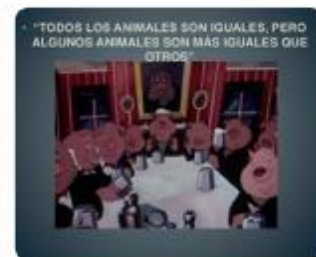 "TODOS LOS ANIMALES SON IGUALES, PERO
ALGUNOS ANIMALES SON MÁS IGUALES QUE
OTROS"